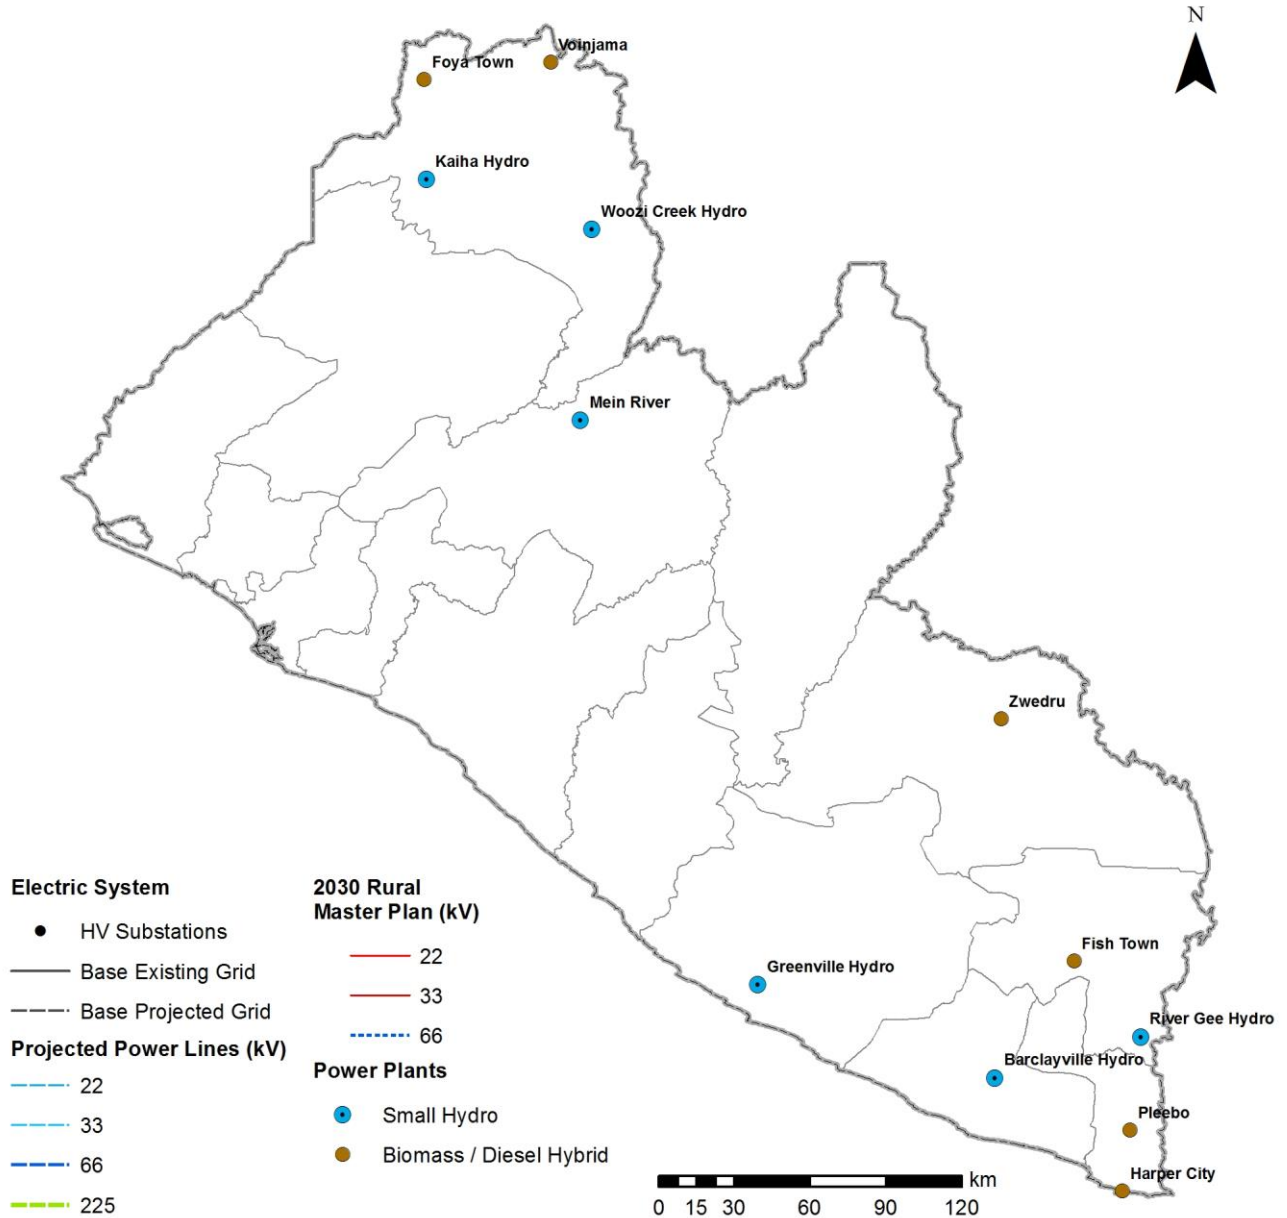 N
Voinjama
Foya Town
Kaiha Hydro
Woozi Creek Hydro
Mein River
Zwedru
Fish Town
Greenville Hydro
River Gee Hydro
Barclayville Hydro
Pleebo
Harper City
Electric System
HV Substations
Base Existing Grid
Base Projected Grid
Projected Power Lines (kV)
22
33
66
225
2030 Rural
Master Plan (kV)
22
33
66
Power Plants
Small Hydro
Biomass / Diesel Hybrid
km
0 15 30 60 90 120